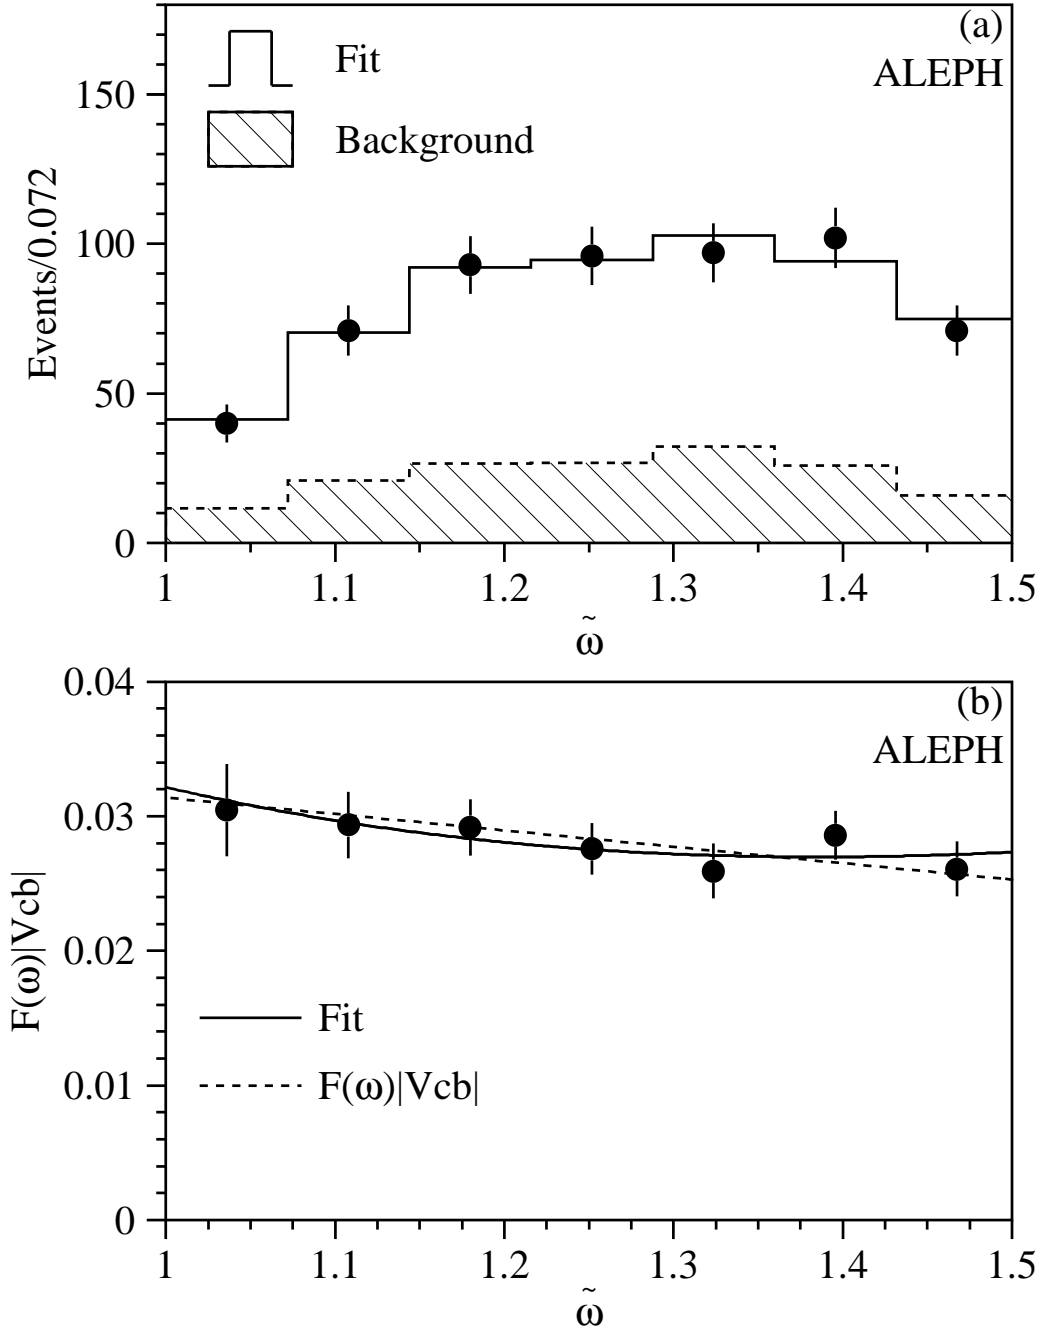 (a)
ALEPH
Fit
Background
Events/0.072
150
100
50
0
1 1.1 1.2 1.3 1.4 1.5
ω̃
(b)
ALEPH
F(ω)|Vcb|
0.04
0.03
0.02
0.01
0
Fit
F(ω)|Vcb|
1 1.1 1.2 1.3 1.4 1.5
ω̃